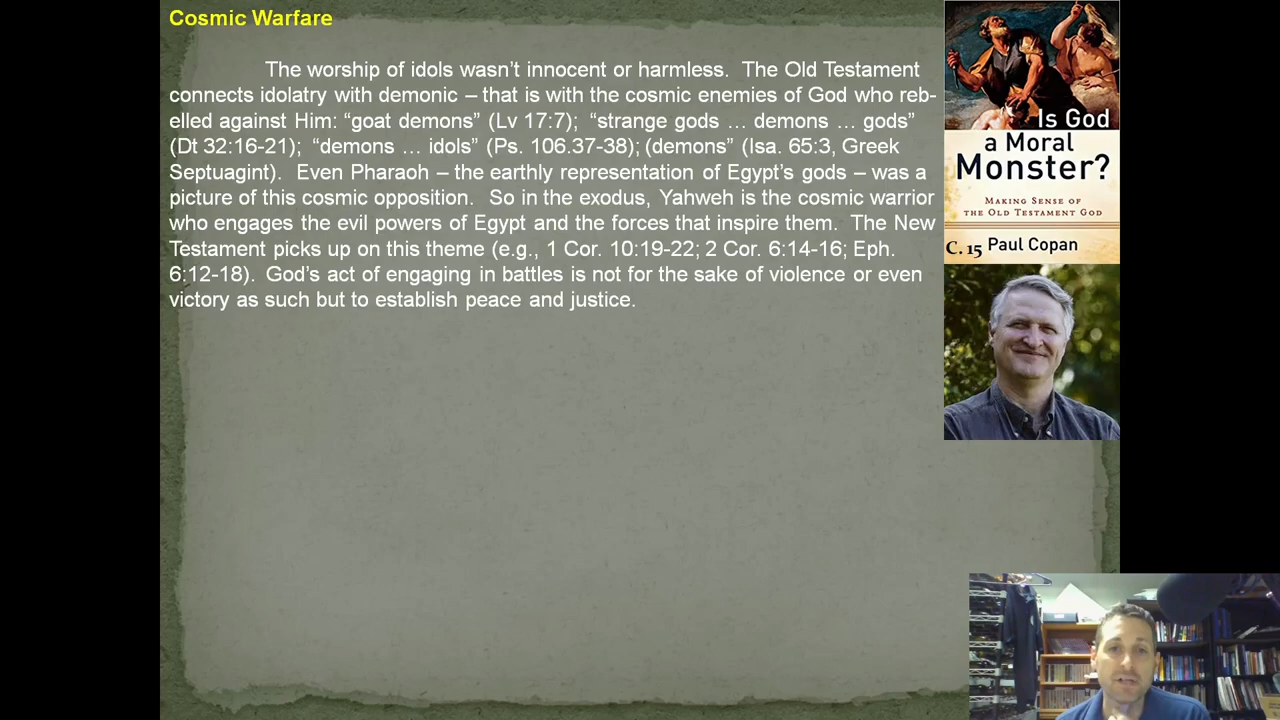 Cosmic Warfare
The worship of idols wasn't innocent or harmless. The Old Testament
connects idolatry with demonic – that is with the cosmic enemies of God who reb-
elled against Him: “goat demons” (Lv 17:7); “strange gods … demons … gods”
(Dt 32:16-21); “demons … idols” (Ps. 106.37-38); (demons” (Isa. 65:3, Greek
Septuagint). Even Pharaoh – the earthly representation of Egypt’s gods – was a
picture of this cosmic opposition. So in the exodus, Yahweh is the cosmic warrior
who engages the evil powers of Egypt and the forces that inspire them. The New
Testament picks up on this theme (e.g., 1 Cor. 10:19-22; 2 Cor. 6:14-16; Eph.
6:12-18). God’s act of engaging in battles is not for the sake of violence or even
victory as such but to establish peace and justice.
Is God
a Moral
Monster?
MAKING SENSE OF
THE OLD TESTAMENT GOD
C. 15 Paul Copan